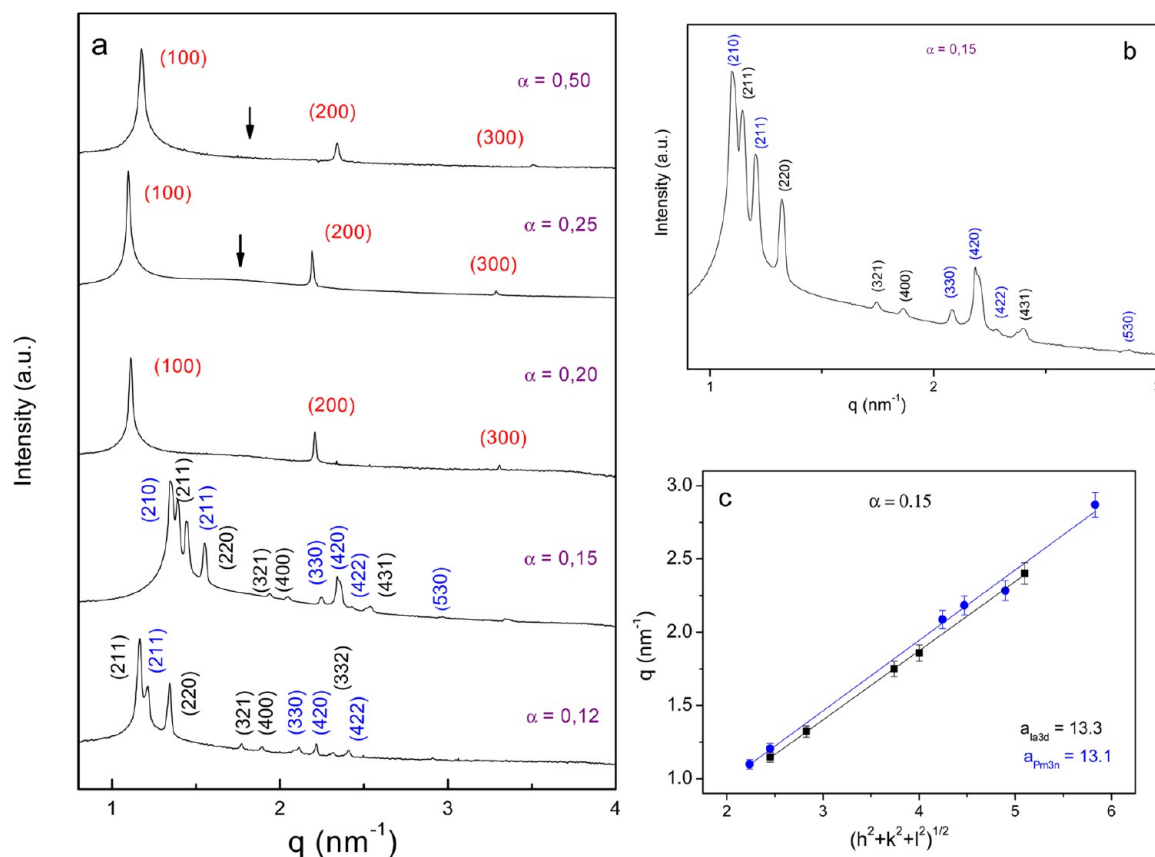 a
(100)
α = 0,50
(200)
(300)
(100)
α = 0,25
(200)
(300)
(100)
α = 0,20
(200)
(300)
(210)
(211)
(211)
(220)
(321)
(400)
(330)
(420)
(422)
(431)
(530)
α = 0,15
(211)
(211)
(220)
(321)
(400)
(330)
(420)
(332)
(422)
α = 0,12
Intensity (a.u.)
1 2 3 4
q (nm⁻¹)
b
α = 0,15
(210)
(211)
(211)
(220)
(321)
(400)
(330)
(420)
(422)
(431)
(530)
Intensity (a.u.)
1 2 3
q (nm⁻¹)
c
α = 0.15
3.0
2.5
2.0
1.5
1.0
q (nm⁻¹)
a_Ia3d = 13.3
a_Pm3n = 13.1
2 3 4 5 6
(h²+k²+l²)^1/2